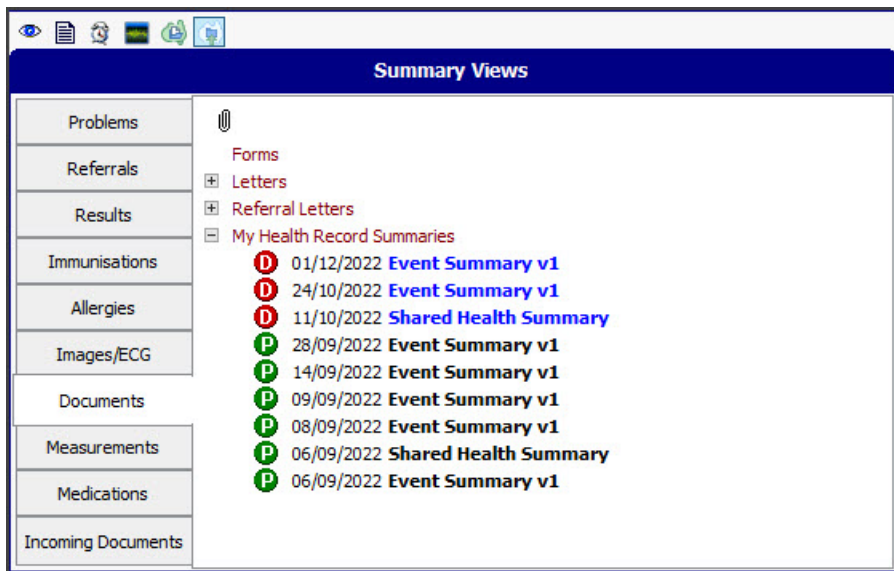 Summary Views
Problems
Referrals
Results
Immunisations
Allergies
Images/ECG
Documents
Measurements
Medications
Incoming Documents
Forms
Letters
Referral Letters
My Health Record Summaries
D 01/12/2022 Event Summary v1
D 24/10/2022 Event Summary v1
D 11/10/2022 Shared Health Summary
P 28/09/2022 Event Summary v1
P 14/09/2022 Event Summary v1
P 09/09/2022 Event Summary v1
P 08/09/2022 Event Summary v1
P 06/09/2022 Shared Health Summary
P 06/09/2022 Event Summary v1